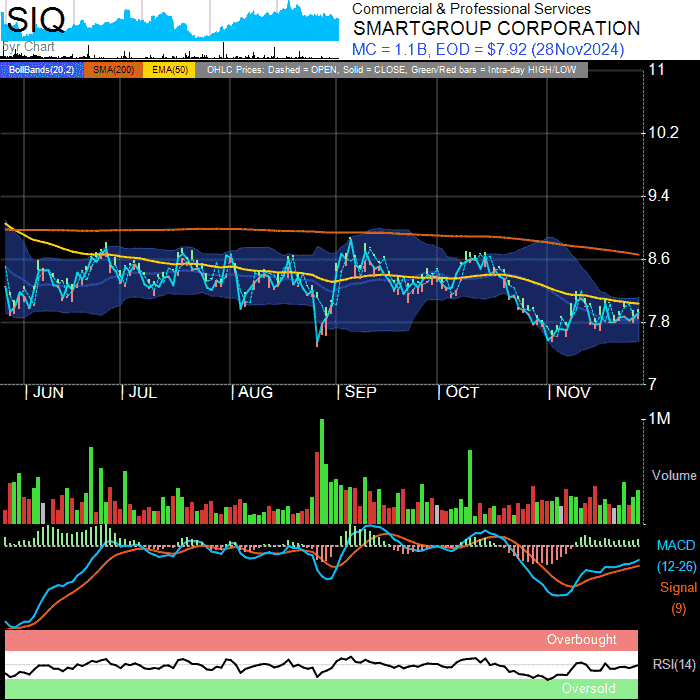 SIQ
5yr Chart
Commercial & Professional Services
SMARTGROUP CORPORATION
MC = 1.1B, EOD = $7.92 (28Nov2024)
BollBands(20,2) SMA(200) EMA(50) OHLC Prices: Dashed = OPEN, Solid = CLOSE, Green/Red bars = Intra-day HIGH/LOW
11
10.2
9.4
8.6
7.8
7
JUN JUL AUG SEP OCT NOV
1M
Volume
MACD
(12-26)
Signal
(9)
Overbought
RSI(14)
Oversold